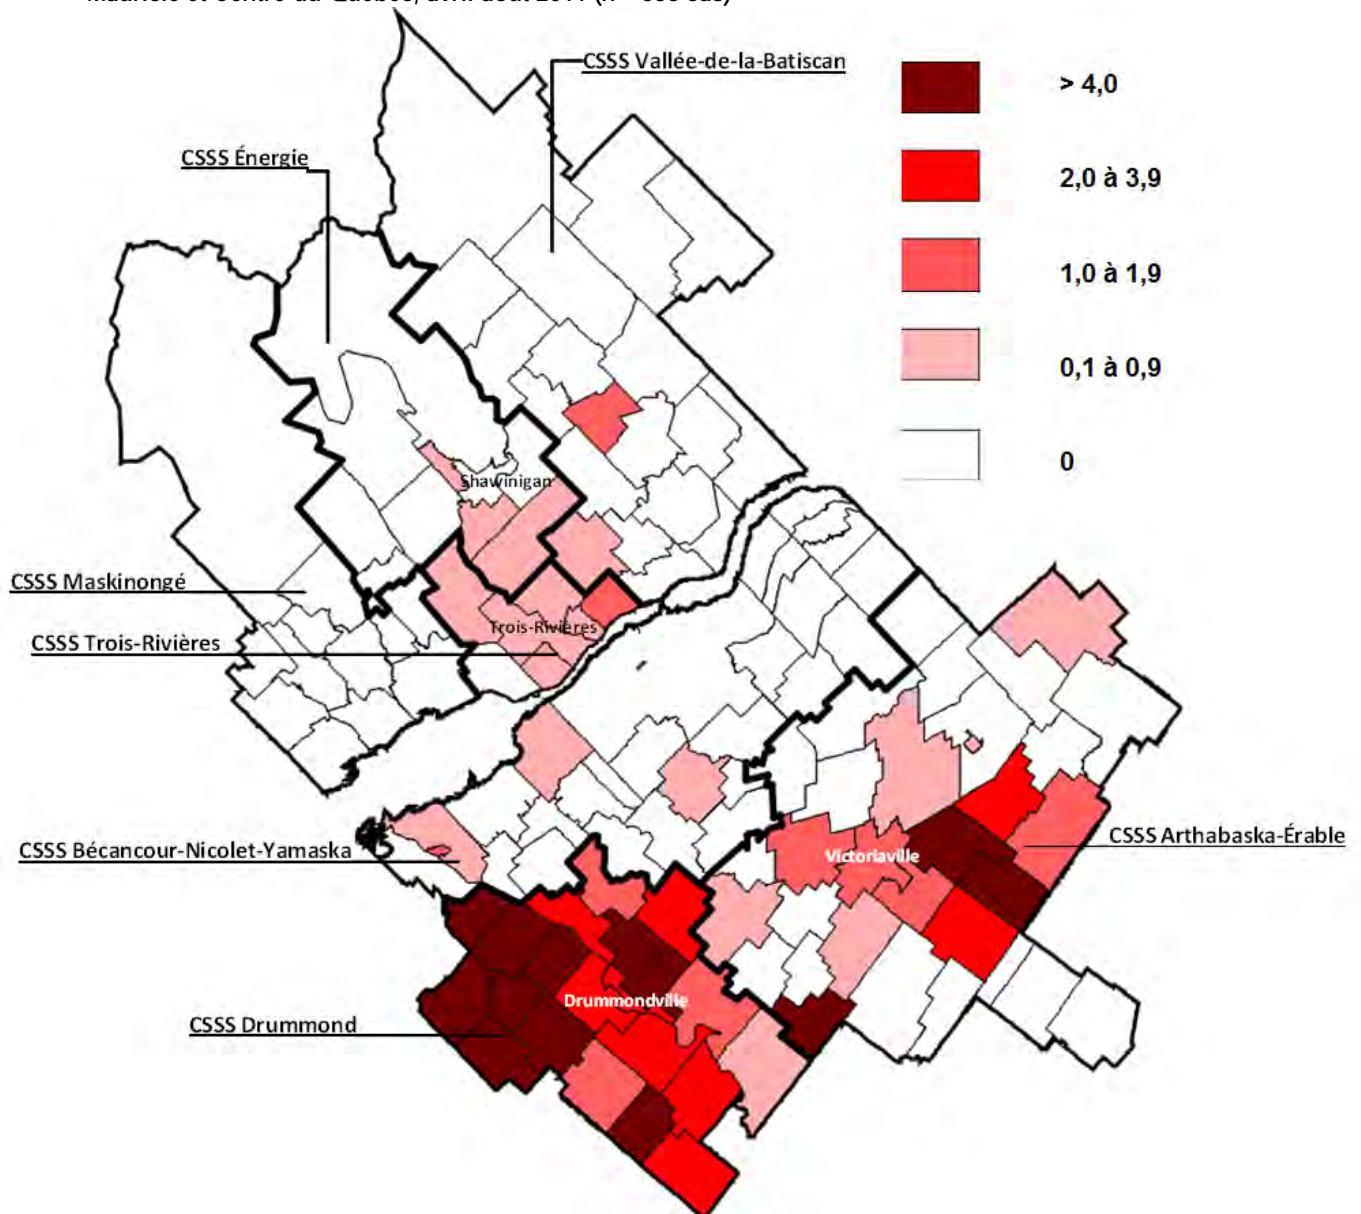 CSSS Vallée-de-la-Batiscan
> 4,0
CSSS Énergie
2,0 à 3,9
1,0 à 1,9
0,1 à 0,9
0
Shawinigan
CSSS Maskinongé
Trois-Rivières
CSSS Trois-Rivières
CSSS Bécancour-Nicolet-Yamaska
Victoriaville
CSSS Arthabaska-Érable
Drummondville
CSSS Drummond